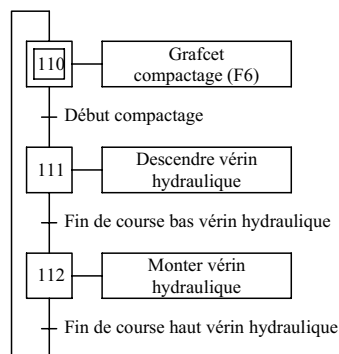 110
Grafcet
compactage (F6)
Début compactage
111
Descendre vérin
hydraulique
Fin de course bas vérin hydraulique
112
Monter vérin
hydraulique
Fin de course haut vérin hydraulique